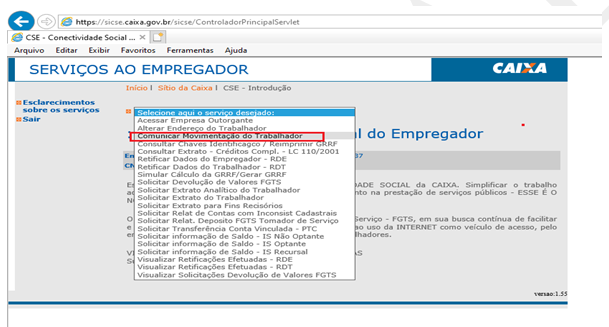 https://sicse.caixa.gov.br/sicse/ControladorPrincipalServlet
CSE - Conectividade Social ...
Arquivo Editar Exibir Favoritos Ferramentas Ajuda
SERVIÇOS AO EMPREGADOR
CAIXA
Início | Sítio da Caixa | CSE - Introdução
Esclarecimentos
sobre os serviços
Sair
Selecione aqui o serviço desejado:
Acessar Empresa Outorgante
Alterar Endereço do Trabalhador
Comunicar Movimentação do Trabalhador
l do Empregador
Consultar Chaves Identificaçco / Reimprimir GRRF
Consultar Extrato - Créditos Compl. - LC 110/2001
37
Retificar Dados do Empregador - RDE
Retificar Dados do Trabalhador - RDT
Simular Cálculo da GRRF/Gerar GRRF
Solicitar Devolução de Valores FGTS
DADE SOCIAL da CAIXA. Simplificar o trabalho
Solicitar Extrato Analítico do Trabalhador
nto na prestação de serviços públicos - ESSE É O
Solicitar Extrato do Trabalhador
Solicitar Extrato para Fins Recisórios
Solicitar Relat de Contas com Inconsist Cadastrais
Solicitar Relat. Deposito FGTS Tomador de Serviço
Serviço - FGTS, em sua busca contínua de facilitar
Solicitar Transferência Conta Vinculada - PTC
ao uso da INTERNET como veículo de acesso, pelo
Solicitar informação de Saldo - IS Não Optante
lhadores.
Solicitar informação de Saldo - IS Optante
Solicitar informação de Saldo - IS Recursal
Visualizar Retificações Efetuadas - RDE
AS
Visualizar Retificações Efetuadas - RDT
Visualizar Solicitações Devolução de Valores FGTS
versao:1.55